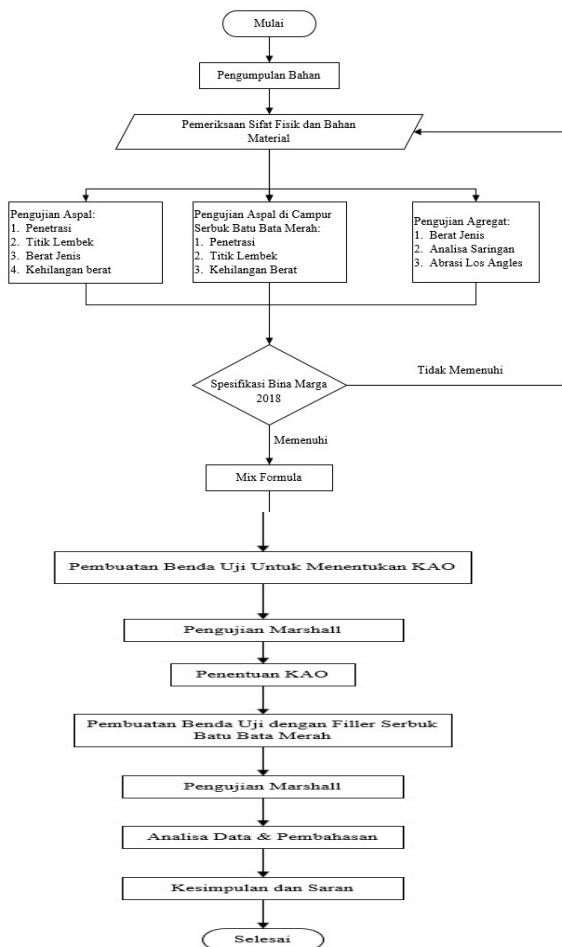 Mulai
Pengumpulan Bahan
Pemeriksaan Sifat Fisik dan Bahan
Material
Pengujian Aspal:
1. Penetrasi
2. Titik Lembek
3. Berat Jenis
4. Kehilangan berat
Pengujian Aspal di Campur
Serbuk Batu Bata Merah:
1. Penetrasi
2. Titik Lembek
3. Kehilangan Berat
Pengujian Agregat:
1. Berat Jenis
2. Analisa Saringan
3. Abrasi Los Angles
Spesifikasi Bina Marga
2018
Tidak Memenuhi
Memenuhi
Mix Formula
Pembuatan Benda Uji Untuk Menentukan KAO
Pengujian Marshall
Penentuan KAO
Pembuatan Benda Uji dengan Filler Serbuk
Batu Bata Merah
Pengujian Marshall
Analisa Data & Pembahasan
Kesimpulan dan Saran
Selesai